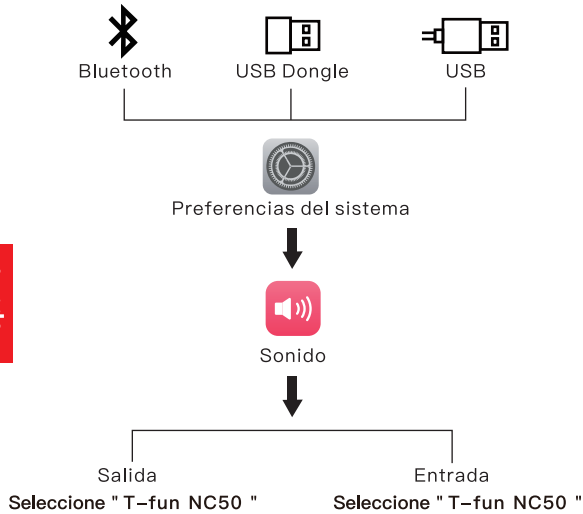 Bluetooth USB Dongle USB
Preferencias del sistema
Sonido
Salida Entrada
Seleccione " T-fun NC50 " Seleccione " T-fun NC50 "